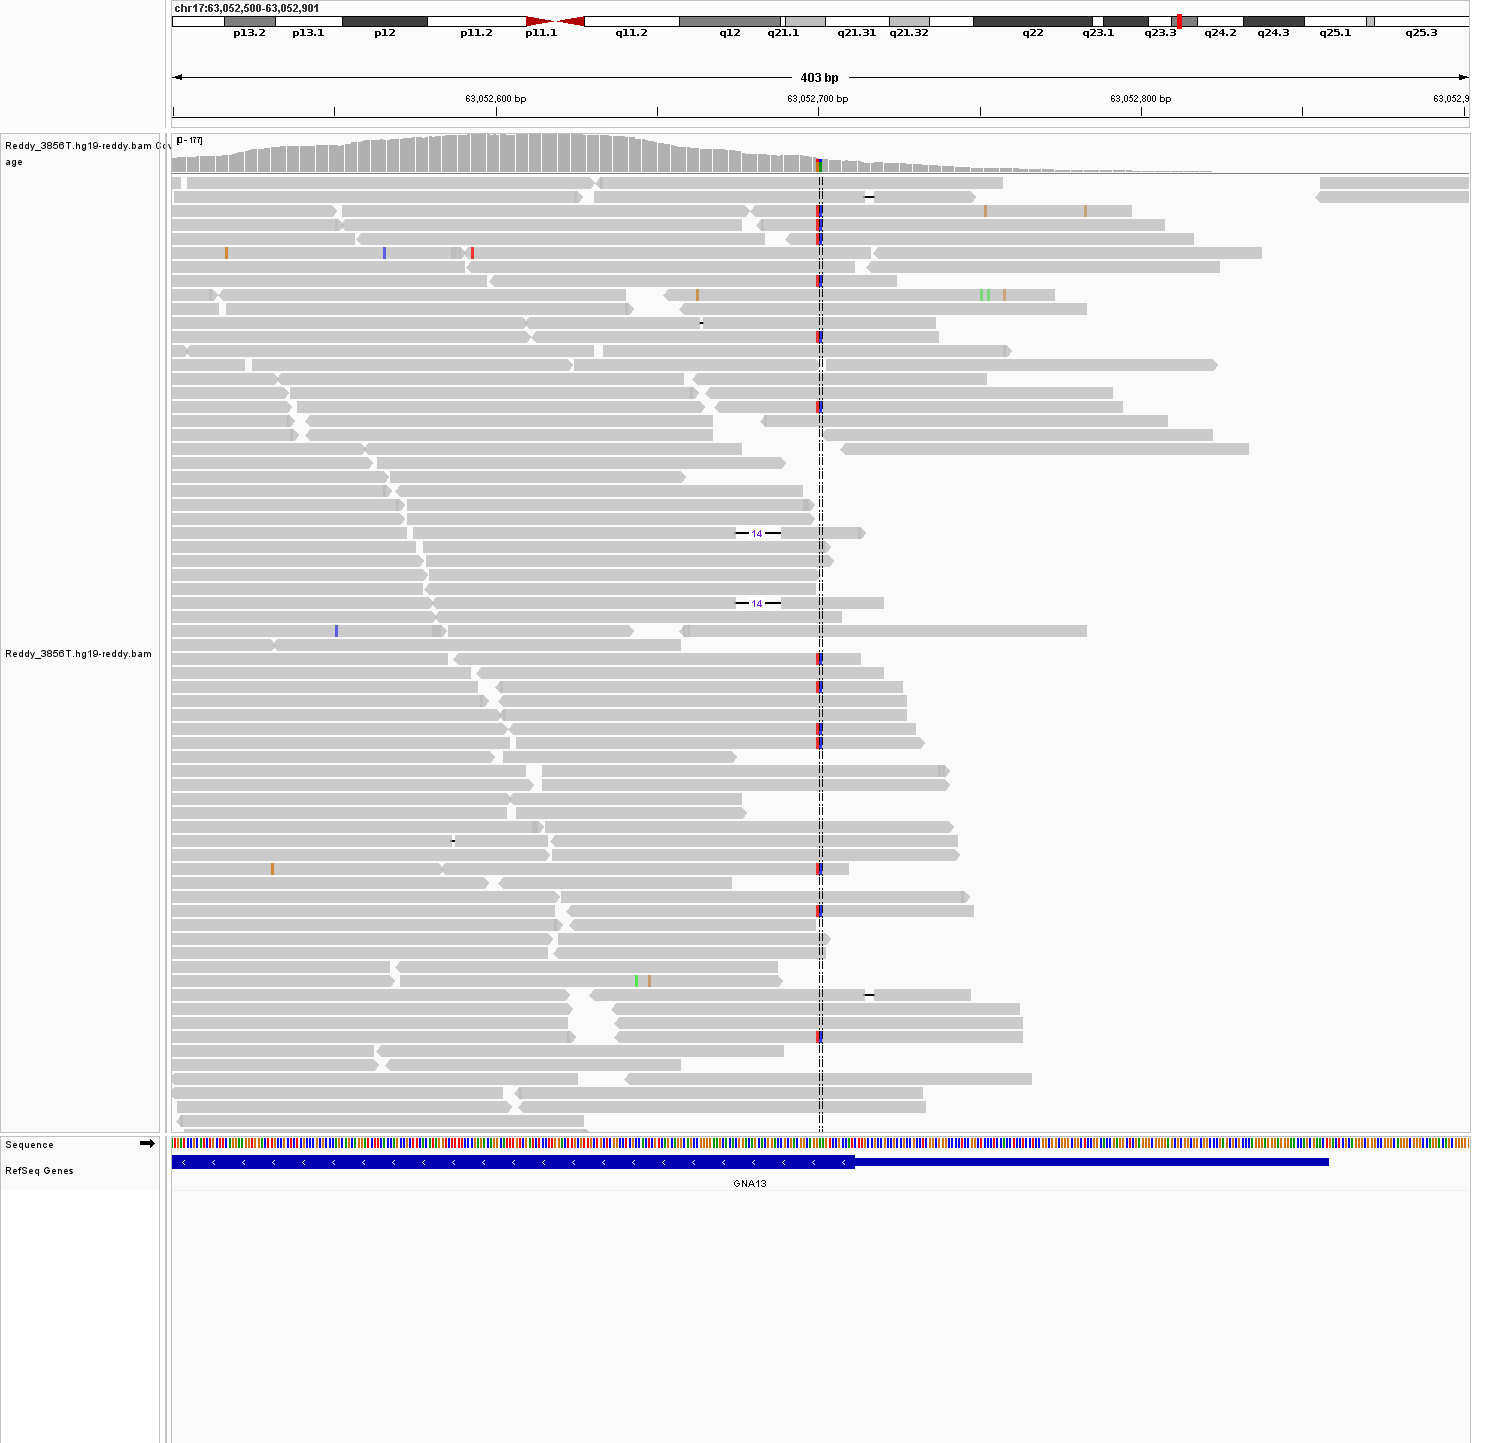 chr17:63,052,500-63,052,901
p13.2 p13.1 p12 p11.2 p11.1 q11.2 q12 q21.1 q21.31 q21.32 q22 q23.1 q23.3 q24.2 q24.3 q25.1 q25.3
403 bp
63,052,600 bp 63,052,700 bp 63,052,800 bp 63,052,9
[0 - 177]
Reddy_3856T.hg19-reddy.bam Cov
age
14
14
Reddy_3856T.hg19-reddy.bam
Sequence
RefSeq Genes
GNA13